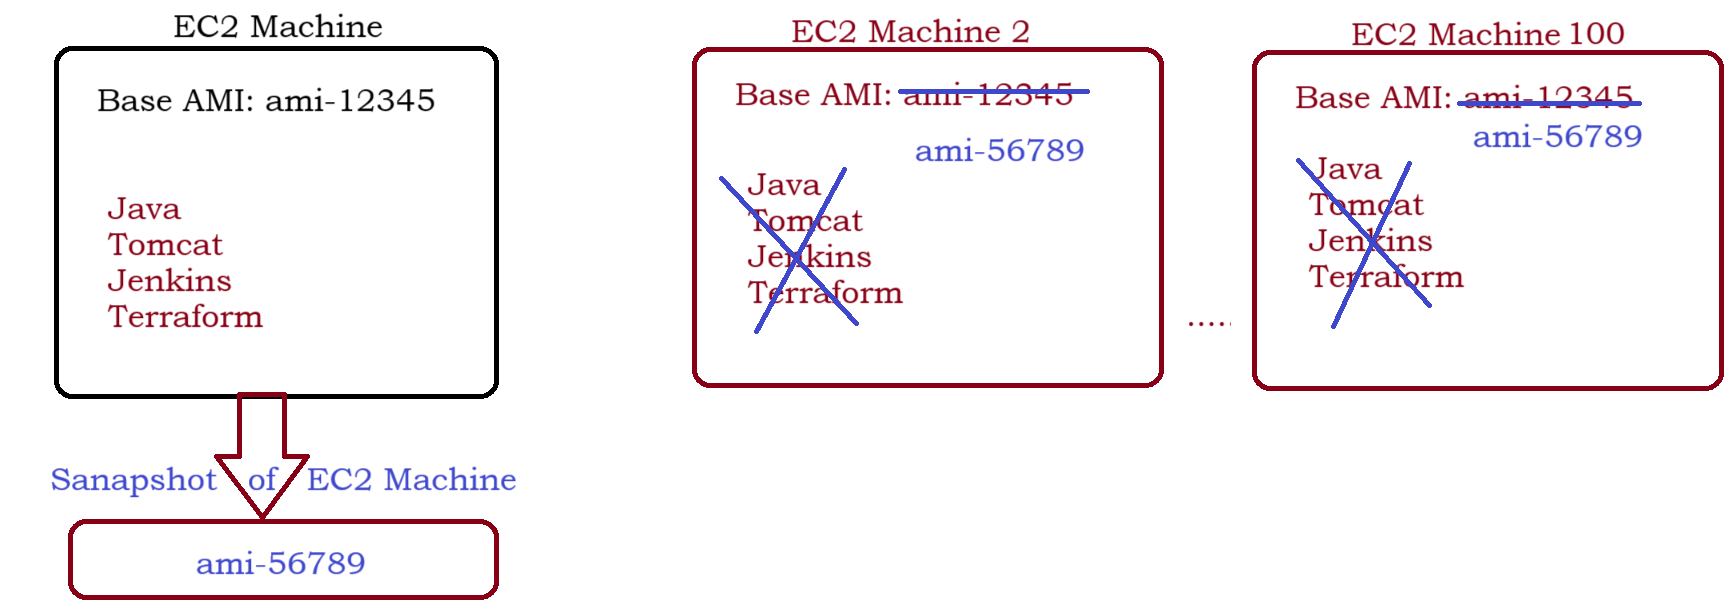 EC2 Machine
Base AMI: ami-12345
Java
Tomcat
Jenkins
Terraform
Sanapshot of EC2 Machine
ami-56789
EC2 Machine 2
Base AMI: ami-12345
ami-56789
Java
Tomcat
Jenkins
Terraform
.....
EC2 Machine 100
Base AMI: ami-12345
ami-56789
Java
Tomcat
Jenkins
Terraform